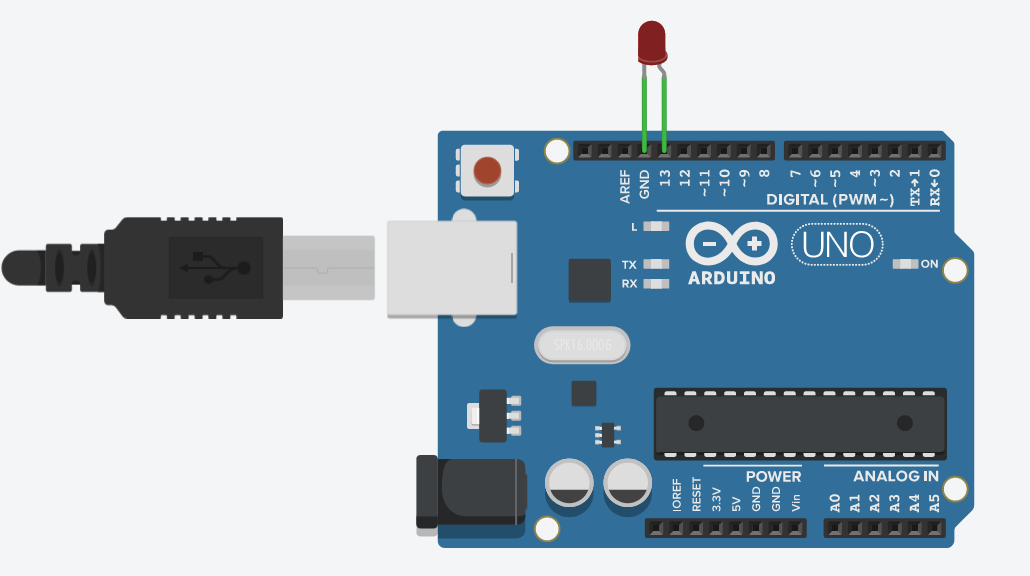 AREF
GND
13
12
~11
~10
~9
8
7
~6
~5
4
~3
2
TX→1
RX←0
DIGITAL (PWM~)
L
TX
RX
ARDUINO
UNO
ON
SPK16.000G
POWER
ANALOG IN
IOREF
RESET
3.3V
5V
GND
GND
Vin
A0
A1
A2
A3
A4
A5